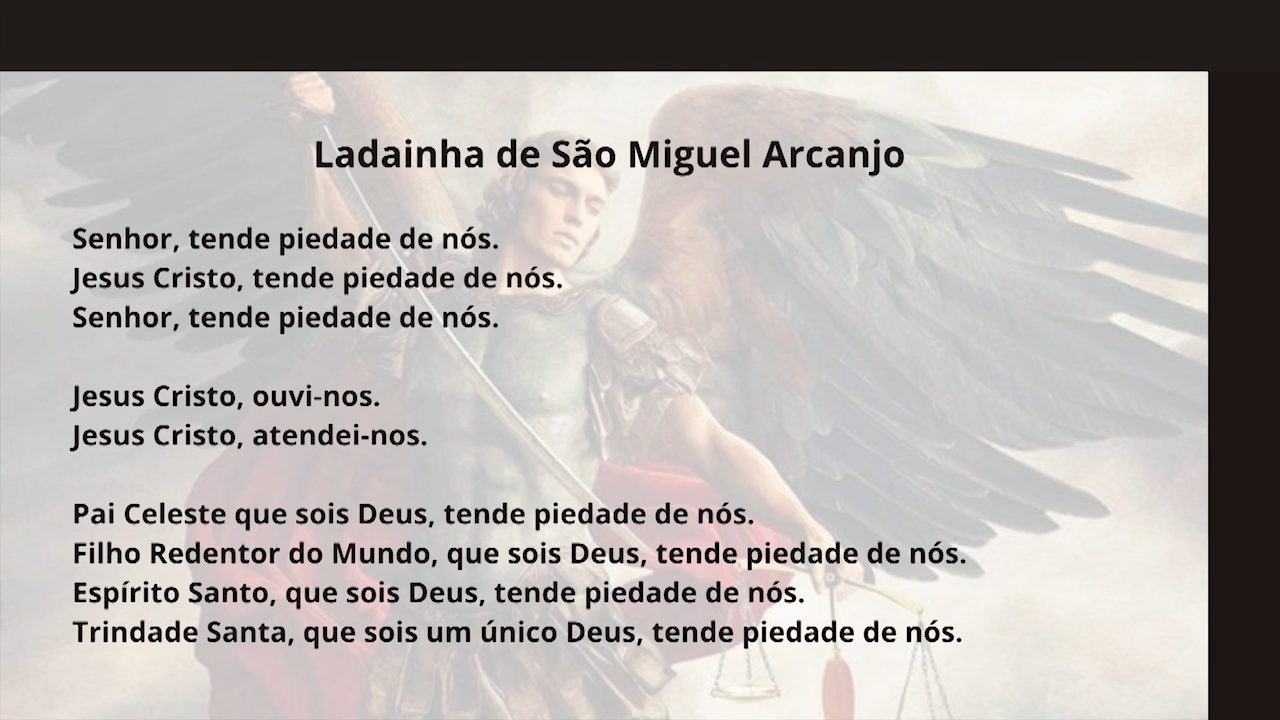 Ladainha de São Miguel Arcanjo
Senhor, tende piedade de nós.
Jesus Cristo, tende piedade de nós.
Senhor, tende piedade de nós.
Jesus Cristo, ouvi-nos.
Jesus Cristo, atendei-nos.
Pai Celeste que sois Deus, tende piedade de nós.
Filho Redentor do Mundo, que sois Deus, tende piedade de nós.
Espírito Santo, que sois Deus, tende piedade de nós.
Trindade Santa, que sois um único Deus, tende piedade de nós.